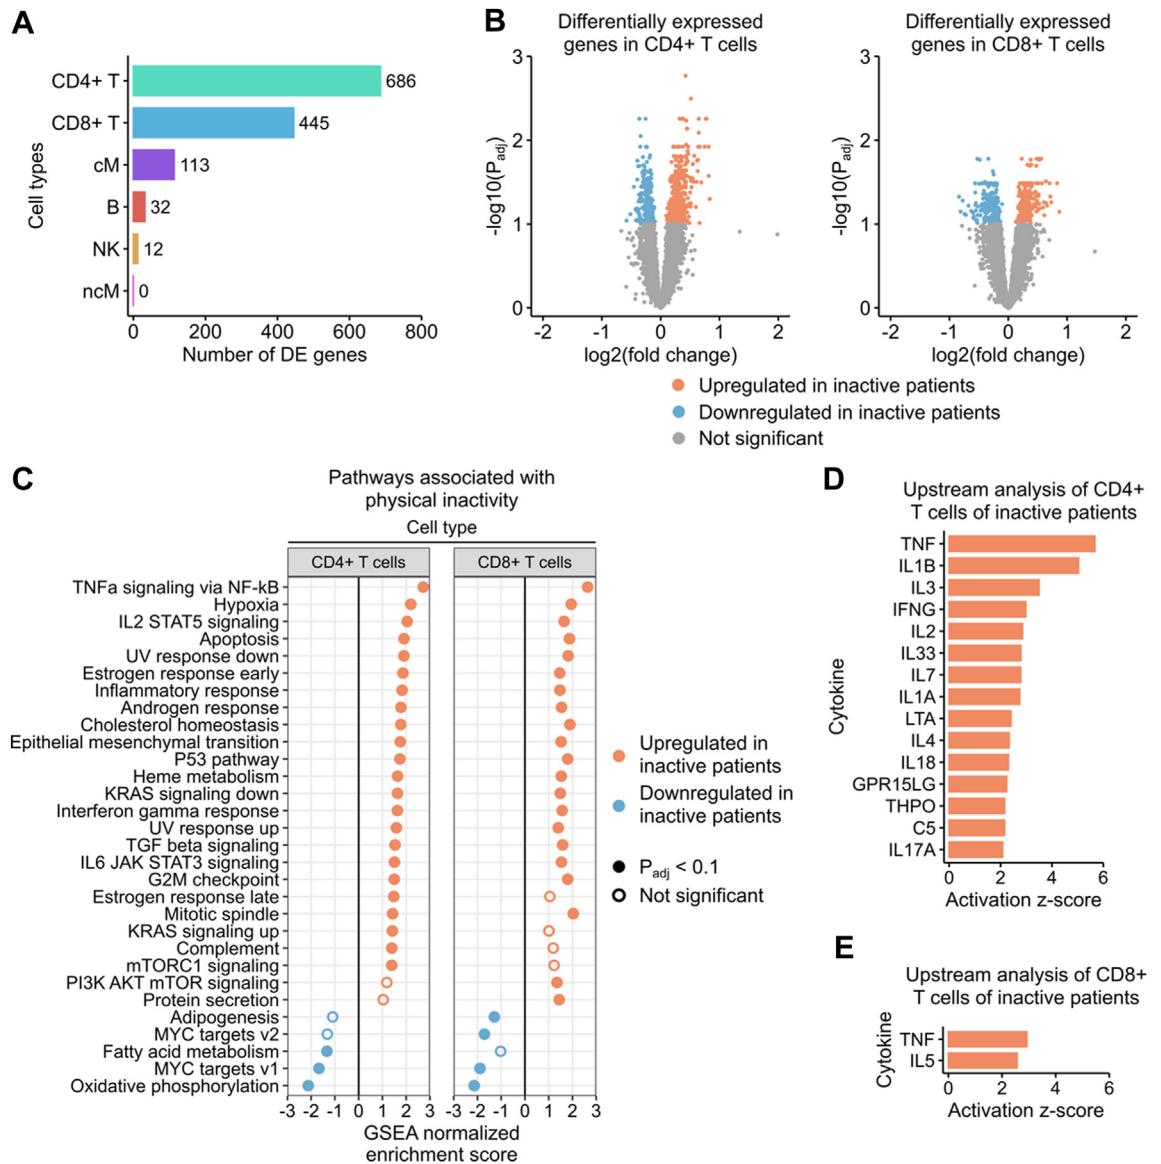 A
CD4+ T
CD8+ T
cM
B
NK
ncM
686
445
113
32
12
0
Cell types
0 200 400 600 800
Number of DE genes
B
Differentially expressed
genes in CD4+ T cells
3
2
1
0
-log10(Padj)
-2 -1 0 1 2
log2(fold change)
Differentially expressed
genes in CD8+ T cells
3
2
1
0
-log10(Padj)
-2 -1 0 1 2
log2(fold change)
Upregulated in inactive patients
Downregulated in inactive patients
Not significant
C
Pathways associated with
physical inactivity
Cell type
CD4+ T cells
CD8+ T cells
TNFa signaling via NF-kB
Hypoxia
IL2 STAT5 signaling
Apoptosis
UV response down
Estrogen response early
Inflammatory response
Androgen response
Cholesterol homeostasis
Epithelial mesenchymal transition
P53 pathway
Heme metabolism
KRAS signaling down
Interferon gamma response
UV response up
TGF beta signaling
IL6 JAK STAT3 signaling
G2M checkpoint
Estrogen response late
Mitotic spindle
KRAS signaling up
Complement
mTORC1 signaling
PI3K AKT mTOR signaling
Protein secretion
Adipogenesis
MYC targets v2
Fatty acid metabolism
MYC targets v1
Oxidative phosphorylation
-3 -2 -1 0 1 2 3
-3 -2 -1 0 1 2 3
GSEA normalized
enrichment score
Upregulated in
inactive patients
Downregulated in
inactive patients
Padj < 0.1
Not significant
D
Upstream analysis of CD4+
T cells of inactive patients
Cytokine
TNF
IL1B
IL3
IFNG
IL2
IL33
IL7
IL1A
LTA
IL4
IL18
GPR15LG
THPO
C5
IL17A
0 2 4 6
Activation z-score
E
Upstream analysis of CD8+
T cells of inactive patients
Cytokine
TNF
IL5
0 2 4 6
Activation z-score